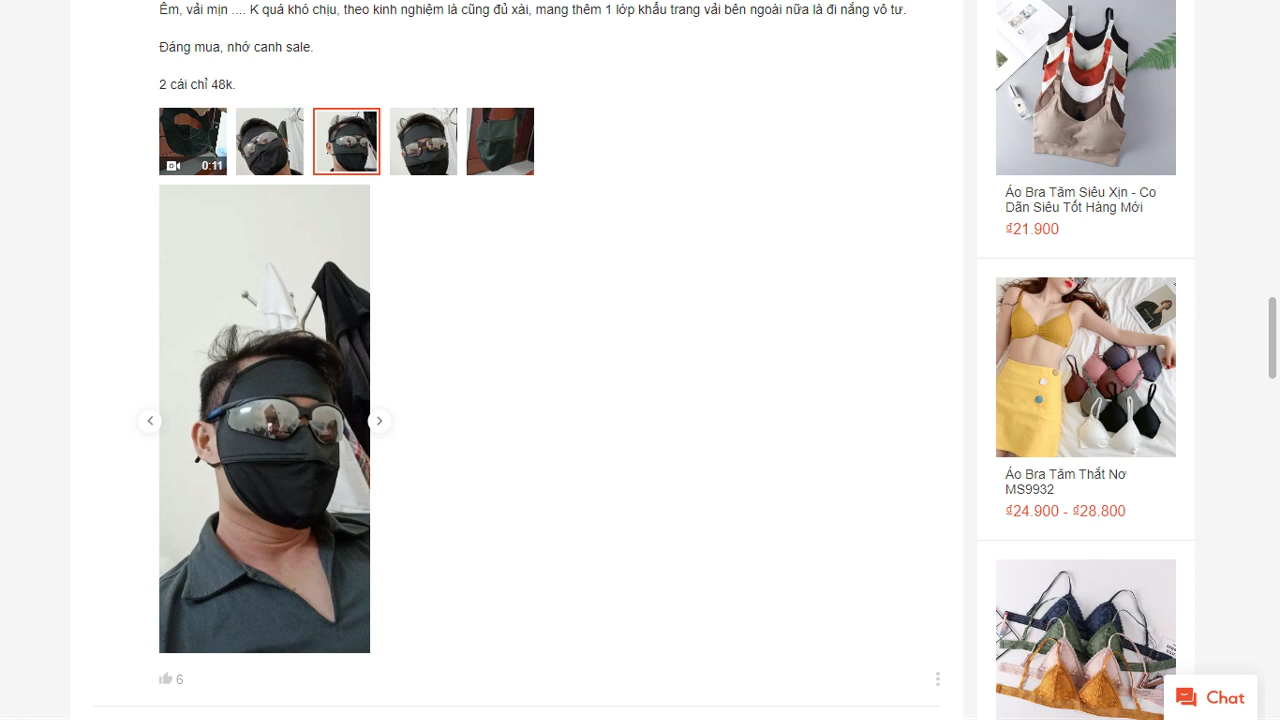 Êm, vải mịn .... K quá khó chịu, theo kinh nghiệm là cũng đủ xài, mang thêm 1 lớp khẩu trang vải bên ngoài nữa là đi nắng vô tư.
Đáng mua, nhớ canh sale.
2 cái chỉ 48k.
0:11
6
Áo Bra Tăm Siêu Xịn - Co
Dãn Siêu Tốt Hàng Mới
₫21.900
Áo Bra Tăm Thắt Nơ
MS9932
₫24.900 - ₫28.800
Chat